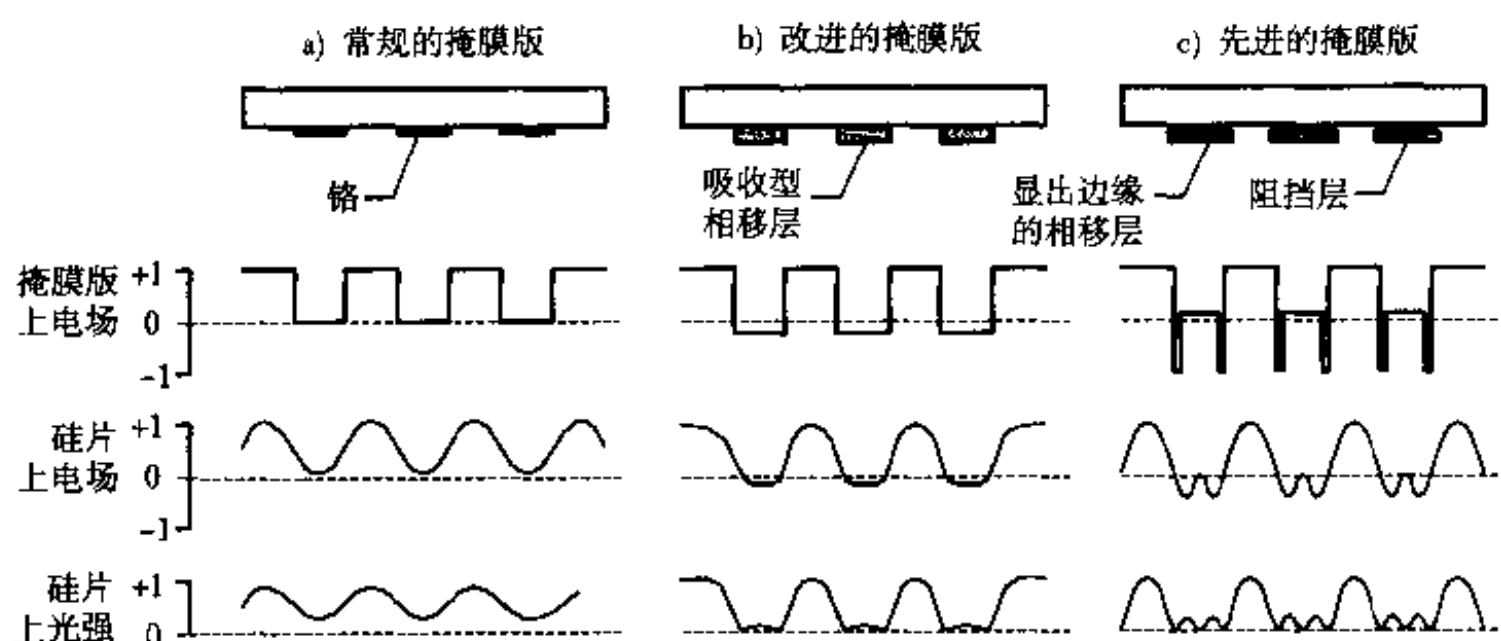 a) 常规的掩膜版
b) 改进的掩膜版
c) 先进的掩膜版
铬
吸收型
相移层
显出边缘
的相移层
阻挡层
掩膜版
上电场
+1
0
-1
硅片
上电场
+1
0
-1
硅片
上光强
+1
0